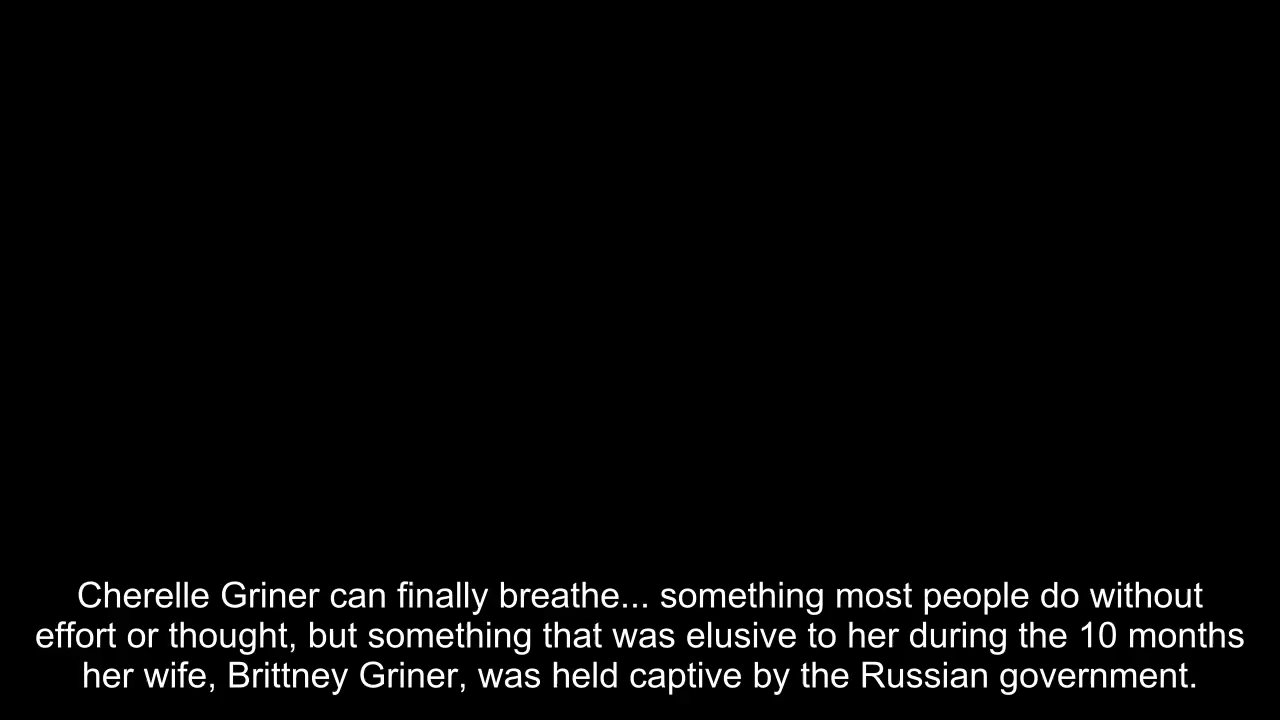 Cherelle Griner can finally breathe... something most people do without
effort or thought, but something that was elusive to her during the 10 months
her wife, Brittney Griner, was held captive by the Russian government.